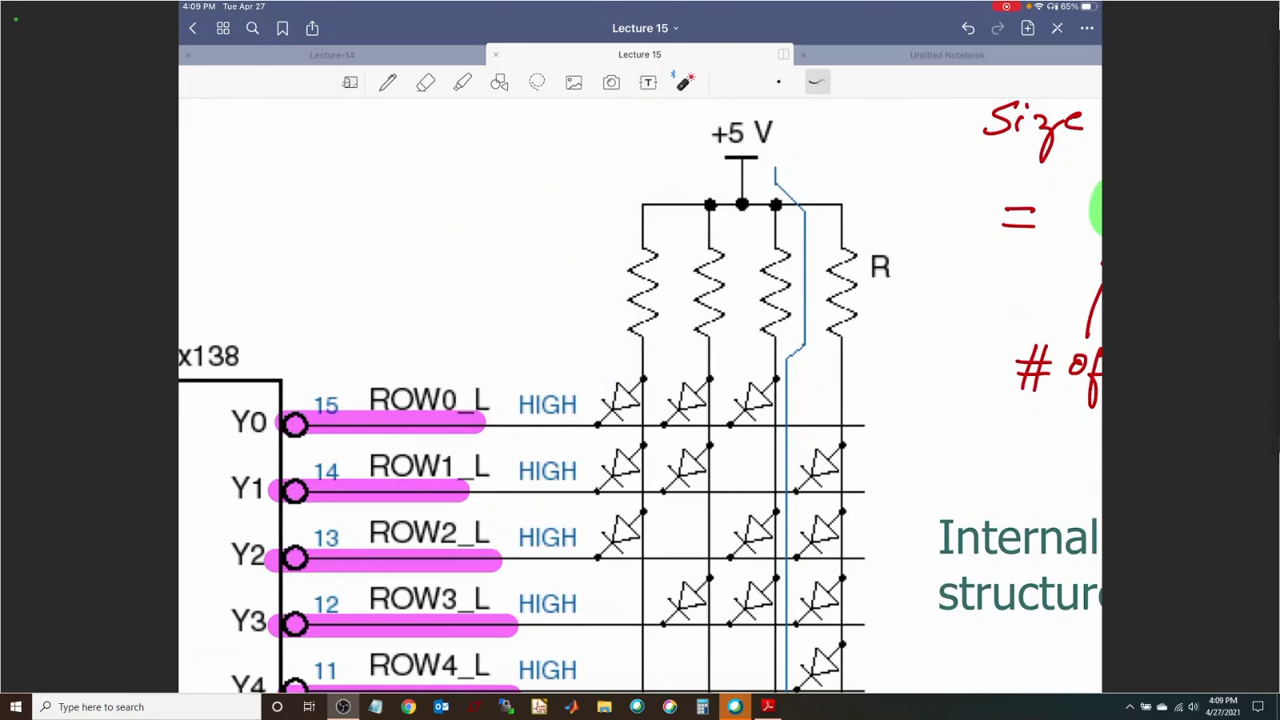 4:09 PM Tue Apr 27
65%
Lecture 15
Lecture-14
Lecture 15
Untitled Notebook
T
+5 V
Size
=
R
# of
x138
Y0 15 ROW0_L HIGH
Y1 14 ROW1_L HIGH
Y2 13 ROW2_L HIGH
Internal
structure
Y3 12 ROW3_L HIGH
Y4 11 ROW4_L HIGH
Type here to search
4:09 PM
4/27/2021